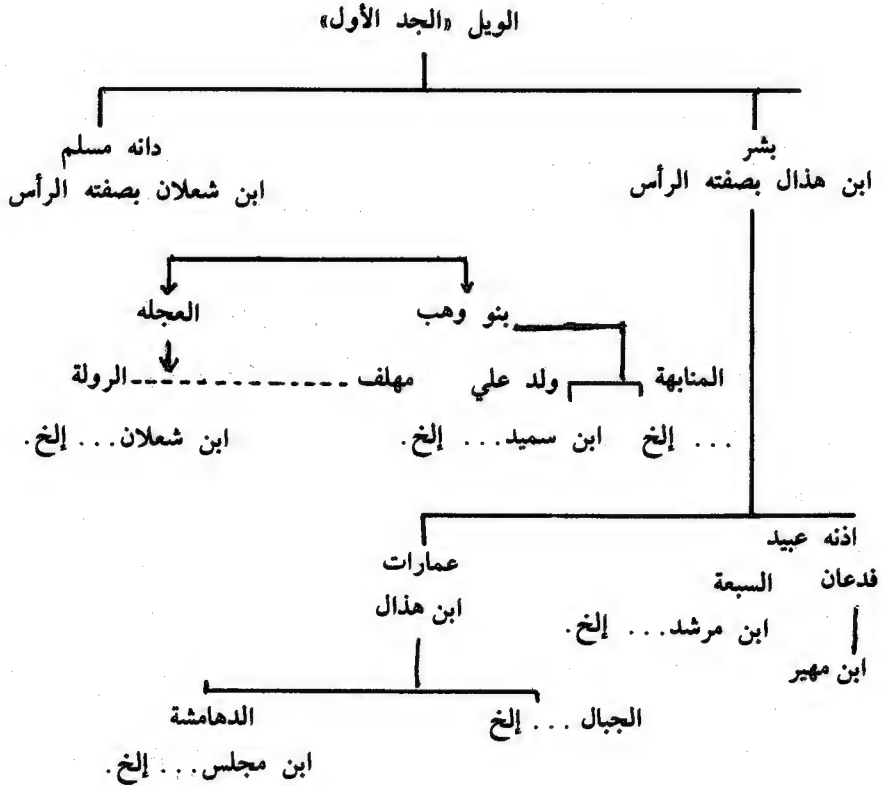 الويل «الجد الأول»
بشر
دانه مسلم
ابن هذال بصفته الرأس
ابن شعلان بصفته الرأس
بنو وهب
العجله
المنابهة
ولد علي
مهلف
الرولة
... إلخ
ابن سميد... إلخ.
ابن شعلان... إلخ.
اذنه عبيد
عمارات
فدعان
السبعة
ابن هذال
ابن مرشد... إلخ.
ابن مهير
الجبال ... إلخ
الدهامشة
ابن مجلس... إلخ.